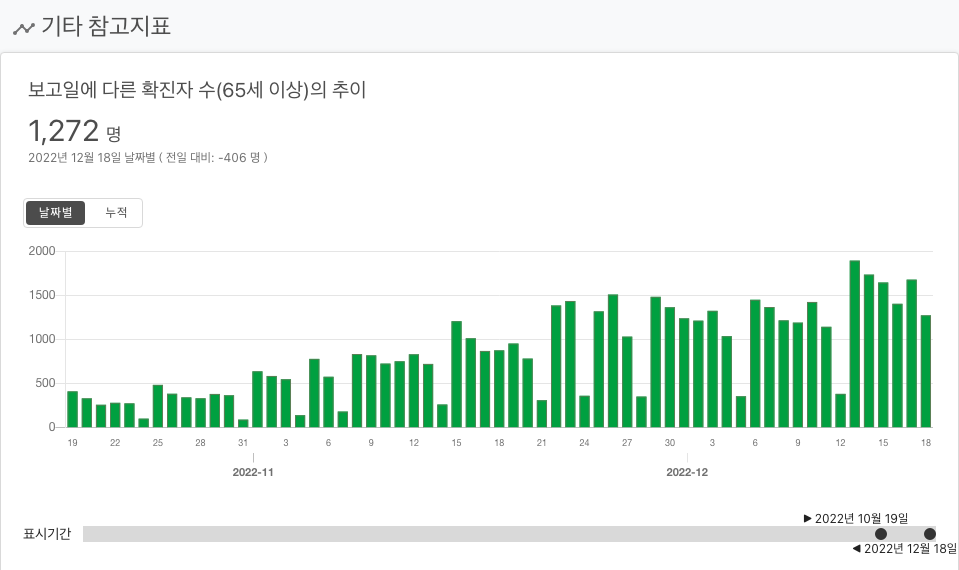 기타 참고지표
보고일에 다른 확진자 수(65세 이상)의 추이
1,272 명
2022년 12월 18일 날짜별 ( 전일 대비: -406 명 )
날짜별 누적
2000
1500
1000
500
0
19 22 25 28 31 3 6 9 12 15 18 21 24 27 30 3 6 9 12 15 18
2022-11 2022-12
▶ 2022년 10월 19일
표시기간
◀ 2022년 12월 18일